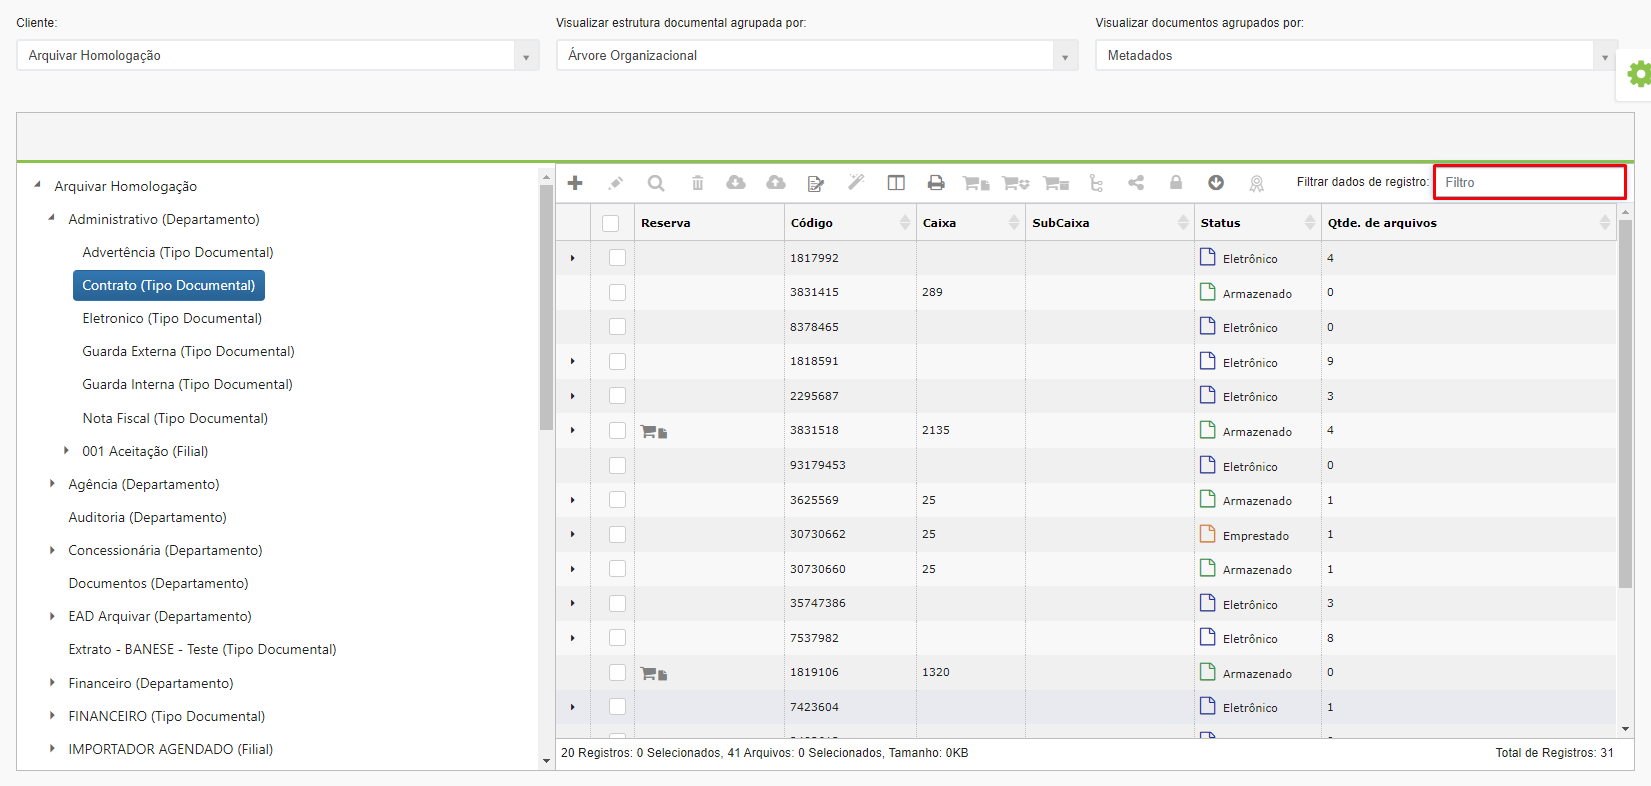 Cliente:
Visualizar estrutura documental agrupada por:
Visualizar documentos agrupados por:
Arquivar Homologação
Árvore Organizacional
Metadados
Arquivar Homologação
Administrativo (Departamento)
Advertência (Tipo Documental)
Contrato (Tipo Documental)
Eletronico (Tipo Documental)
Guarda Externa (Tipo Documental)
Guarda Interna (Tipo Documental)
Nota Fiscal (Tipo Documental)
001 Aceitação (Filial)
Agência (Departamento)
Auditoria (Departamento)
Concessionária (Departamento)
Documentos (Departamento)
EAD Arquivar (Departamento)
Extrato - BANESE - Teste (Tipo Documental)
Financeiro (Departamento)
FINANCEIRO (Tipo Documental)
IMPORTADOR AGENDADO (Filial)
Filtrar dados de registro: Filtro
Reserva Código Caixa SubCaixa Status Qtde. de arquivos
1817992 Eletrônico 4
3831415 289 Armazenado 0
8378465 Eletrônico 0
1818591 Eletrônico 9
2295687 Eletrônico 3
3831518 2135 Armazenado 4
93179453 Eletrônico 0
3625569 25 Armazenado 1
30730662 25 Emprestado 1
30730660 25 Armazenado 1
35747386 Eletrônico 3
7537982 Eletrônico 8
1819106 1320 Armazenado 0
7423604 Eletrônico 1
20 Registros: 0 Selecionados, 41 Arquivos: 0 Selecionados, Tamanho: 0KB
Total de Registros: 31